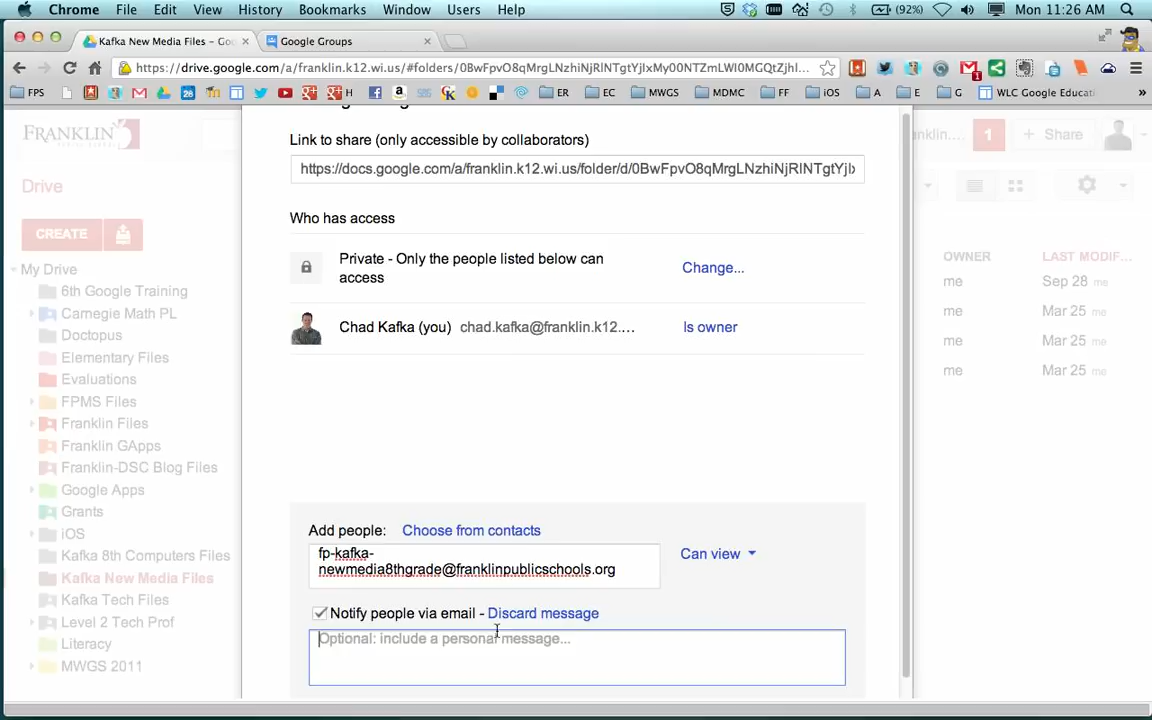 Chrome File Edit View History Bookmarks Window Users Help (92%) Mon 11:26 AM
Kafka New Media Files – Goo Google Groups
https://drive.google.com/a/franklin.k12.wi.us/#folders/0BwFpvO8qMrgLNzhiNjRlNTgtYjIxMy00NTZmLWI0MGQtZjhI...
FPS H ER EC MWGS MDMC FF iOS A E G WLC Google Educati »
Link to share (only accessible by collaborators)
FRANKLIN anklin.... 1 + Share
https://docs.google.com/a/franklin.k12.wi.us/folder/d/0BwFpvO8qMrgLNzhiNjRlNTgtYjIx
Drive
Who has access
CREATE
Private - Only the people listed below can
access
Change...
OWNER LAST MODIF...
My Drive
6th Google Training me Sep 28 me
Carnegie Math PL me Mar 25 me
Chad Kafka (you) chad.kafka@franklin.k12.... Is owner
Doctopus me Mar 25 me
Elementary Files
Evaluations me Mar 25 me
FPMS Files
Franklin Files
Franklin GApps
Franklin-DSC Blog Files
Google Apps
Grants
Add people: Choose from contacts
iOS
fp-kafka-
newmedia8thgrade@franklinpublicschools.org
Can view
Kafka 8th Computers Files
Kafka New Media Files
Kafka Tech Files
Notify people via email - Discard message
Level 2 Tech Prof
Optional: include a personal message...
Literacy
MWGS 2011